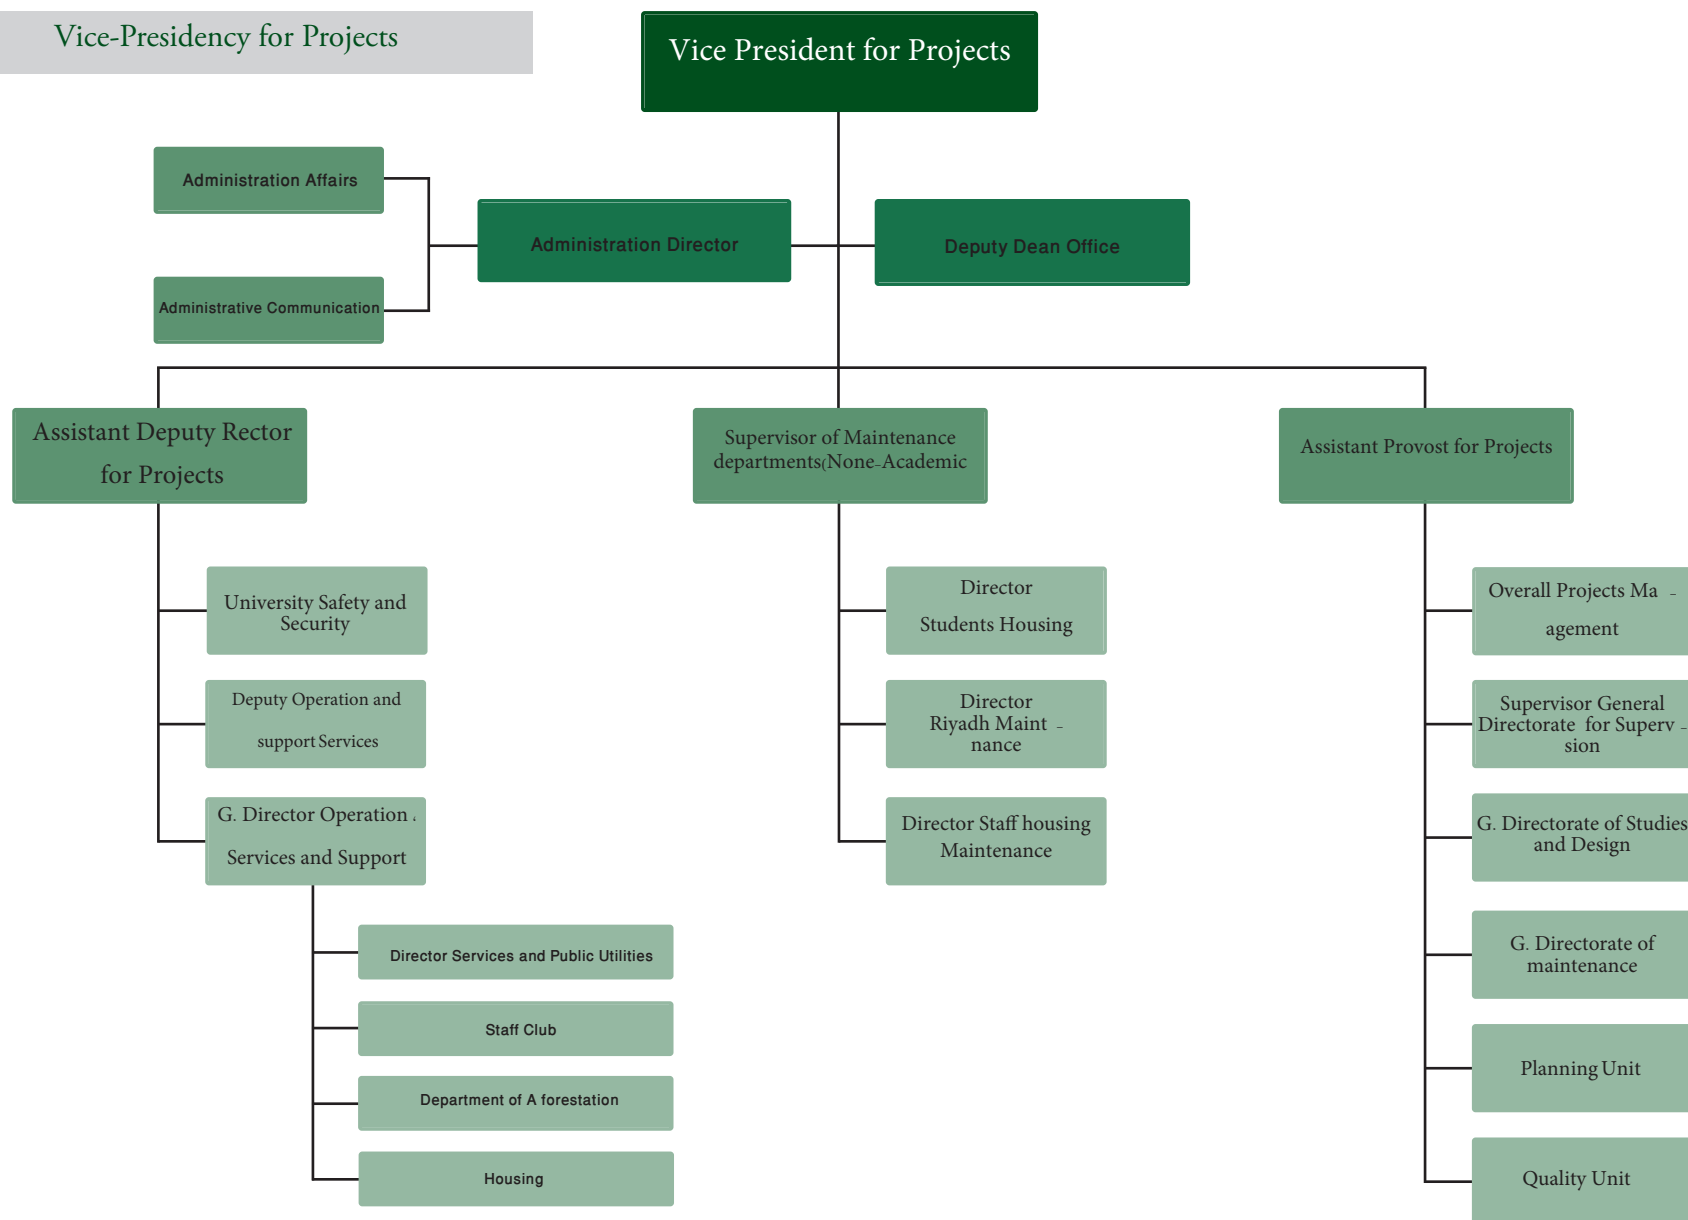 Vice-Presidency for Projects
Vice President for Projects
Administration Affairs
Administration Director
Deputy Dean Office
Administrative Communication
Assistant Deputy Rector
for Projects
Supervisor of Maintenance
departments(None-Academic
Assistant Provost for Projects
University Safety and
Security
Deputy Operation and
support Services
G. Director Operation
Services and Support
Director Services and Public Utilities
Staff Club
Department of A forestation
Housing
Director
Students Housing
Director
Riyadh Maint -
nance
Director Staff housing
Maintenance
Overall Projects Ma -
agement
Supervisor General
Directorate for Superv -
sion
G. Directorate of Studies
and Design
G. Directorate of
maintenance
Planning Unit
Quality Unit